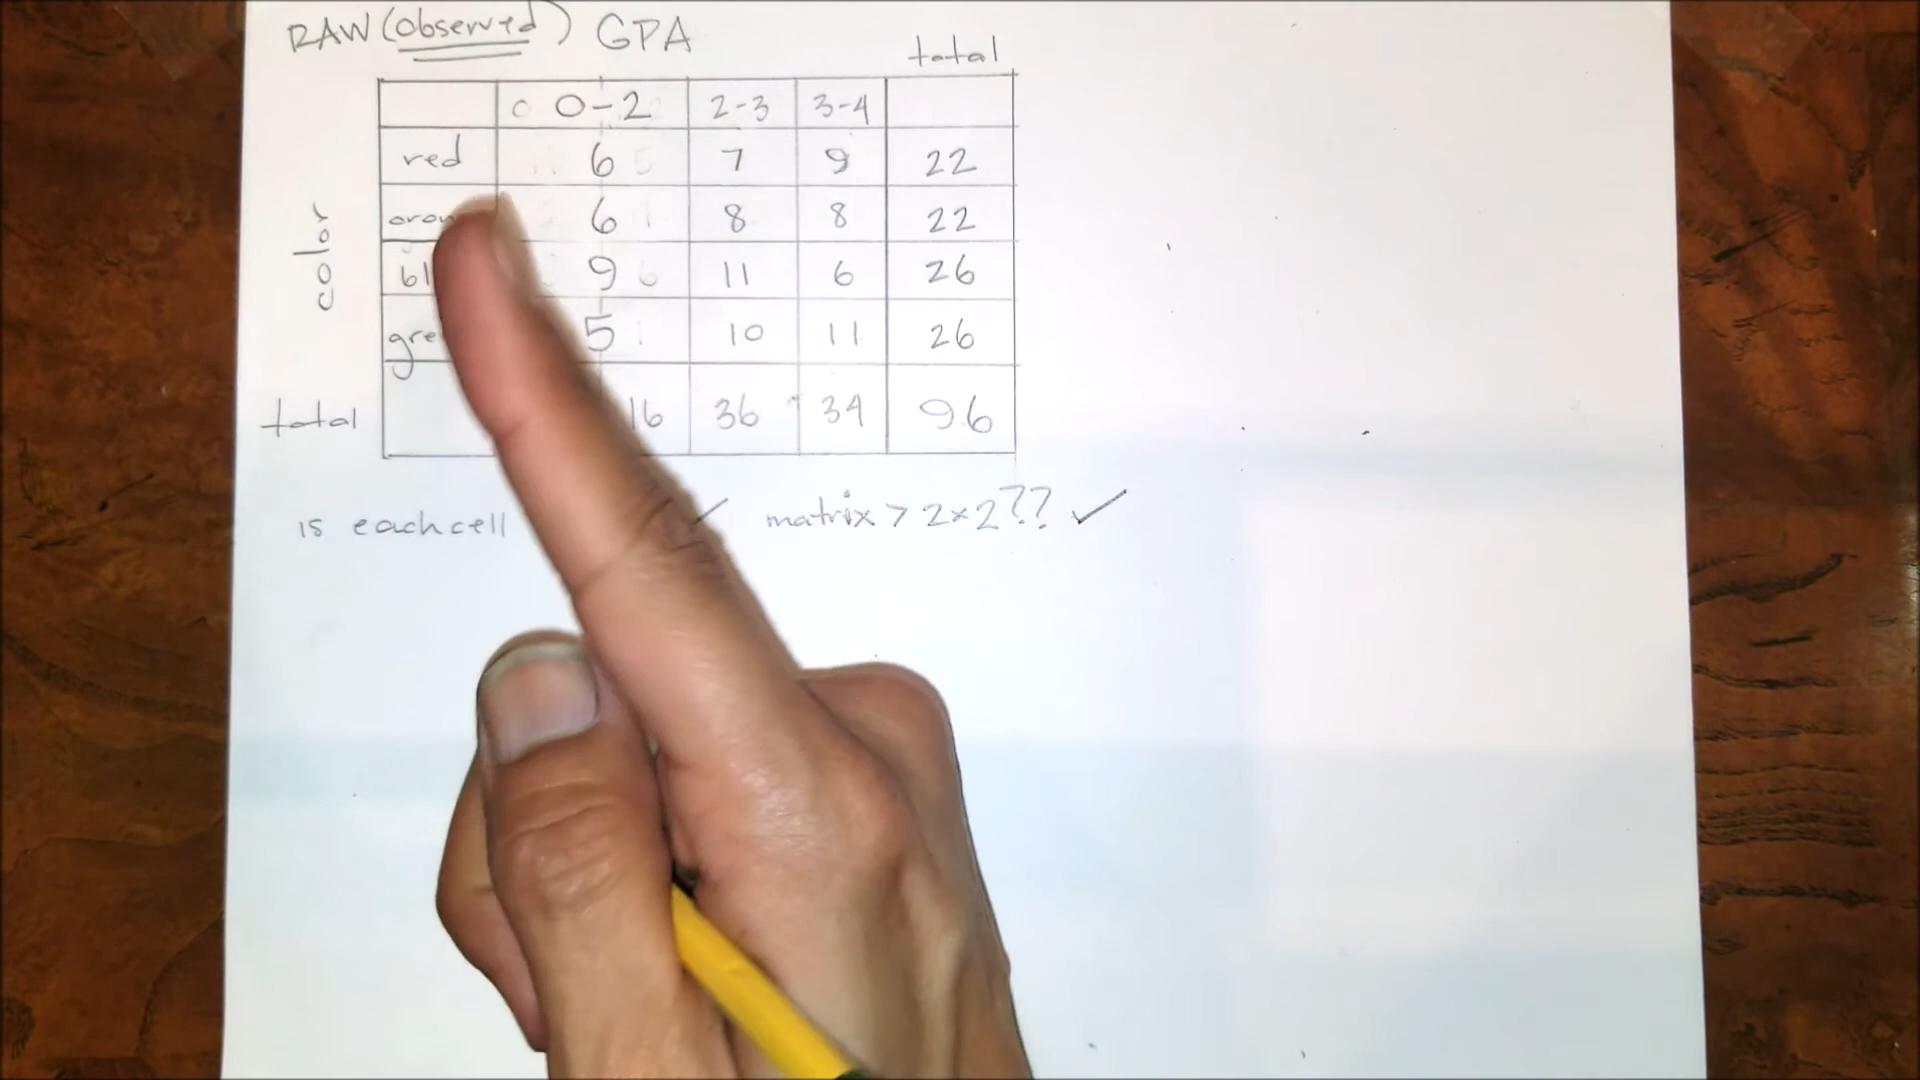 RAW (observed) GPA
total
0-2 2-3 3-4
red 6 7 9 22
6 8 8 22
9 11 6 26
5 10 11 26
total 16 36 34 96
color
is each cell ✓ matrix > 2×2?? ✓